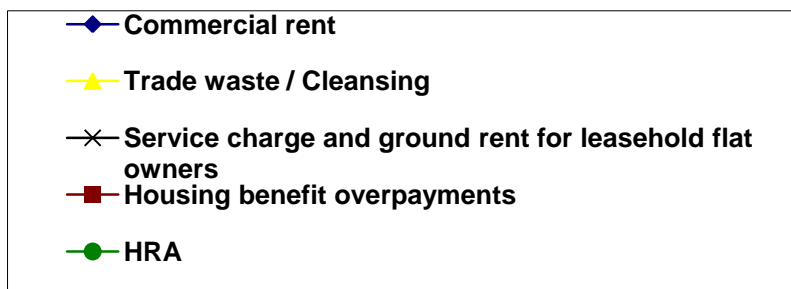 Commercial rent
Trade waste / Cleansing
Service charge and ground rent for leasehold flat
owners
Housing benefit overpayments
HRA